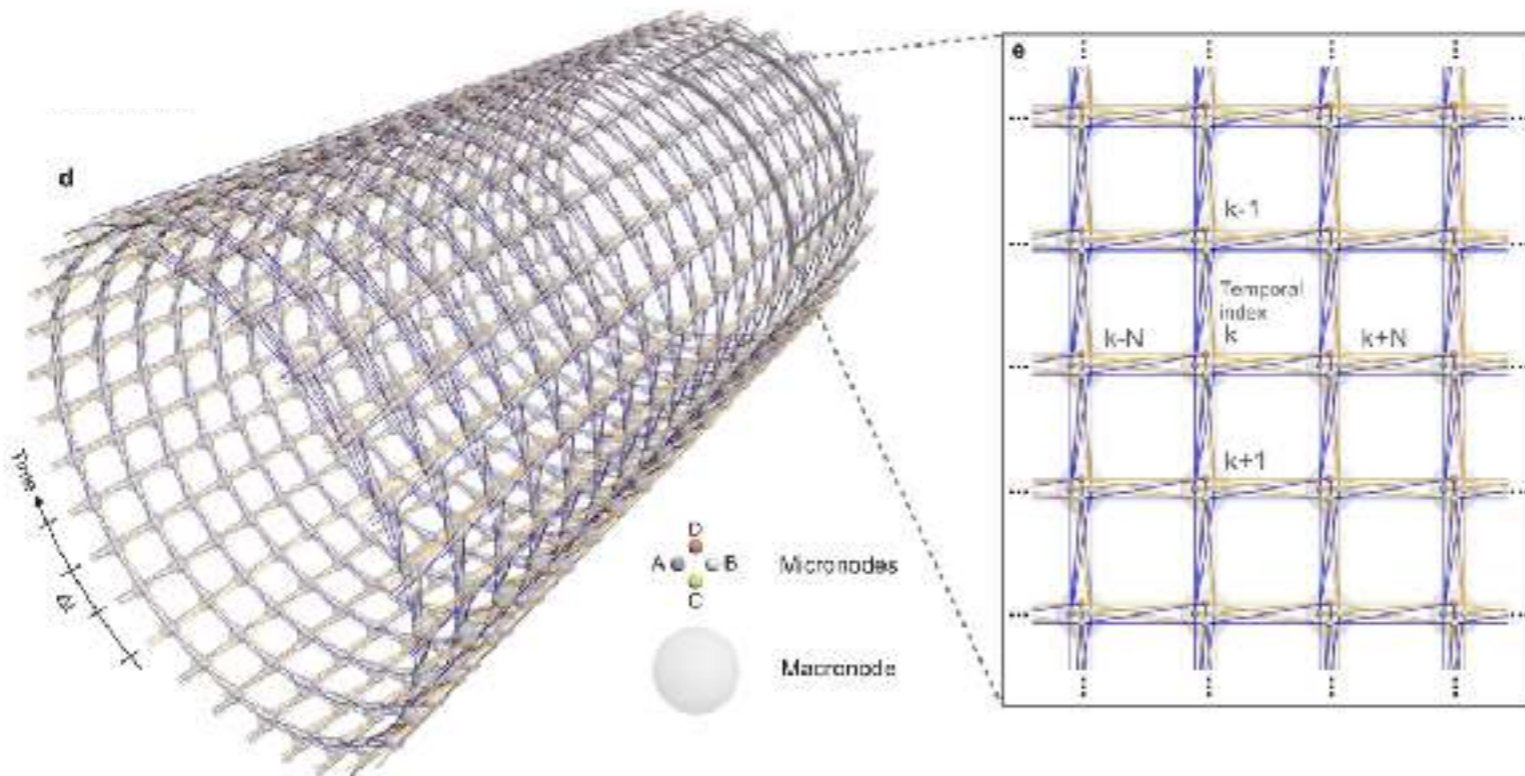 d
Time
Δt
D
A
B
C
Micronodes
Macronode
e
k-1
Temporal
index
k-N
k
k+N
k+1